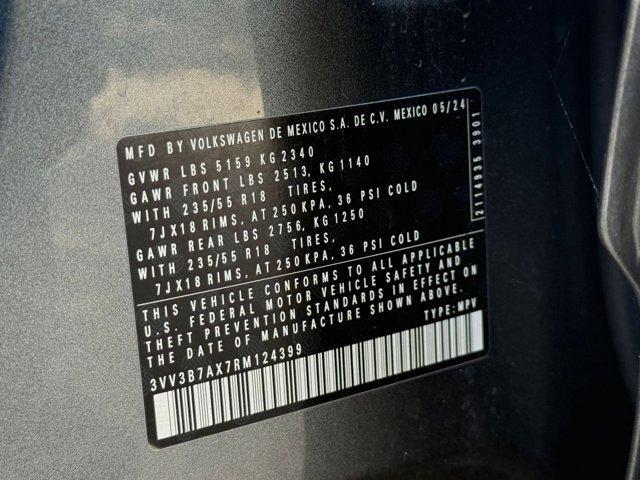 MFD BY VOLKSWAGEN DE MEXICO S.A. DE C.V. MEXICO 05/24
GVWR LBS 5159 KG 2340
GAWR FRONT LBS 2513, KG 1140
WITH 235/55 R18 TIRES,
7JX18 RIMS, AT 250 KPA, 36 PSI COLD
GAWR REAR LBS 2756, KG 1250
WITH 235/55 R18 TIRES,
7JX18 RIMS, AT 250 KPA, 36 PSI COLD
THIS VEHICLE CONFORMS TO ALL APPLICABLE
U.S. FEDERAL MOTOR VEHICLE SAFETY AND
THEFT PREVENTION STANDARDS IN EFFECT ON
THE DATE OF MANUFACTURE SHOWN ABOVE.
3VV3B7AX7RM124399 TYPE: MPV
2114935 3901